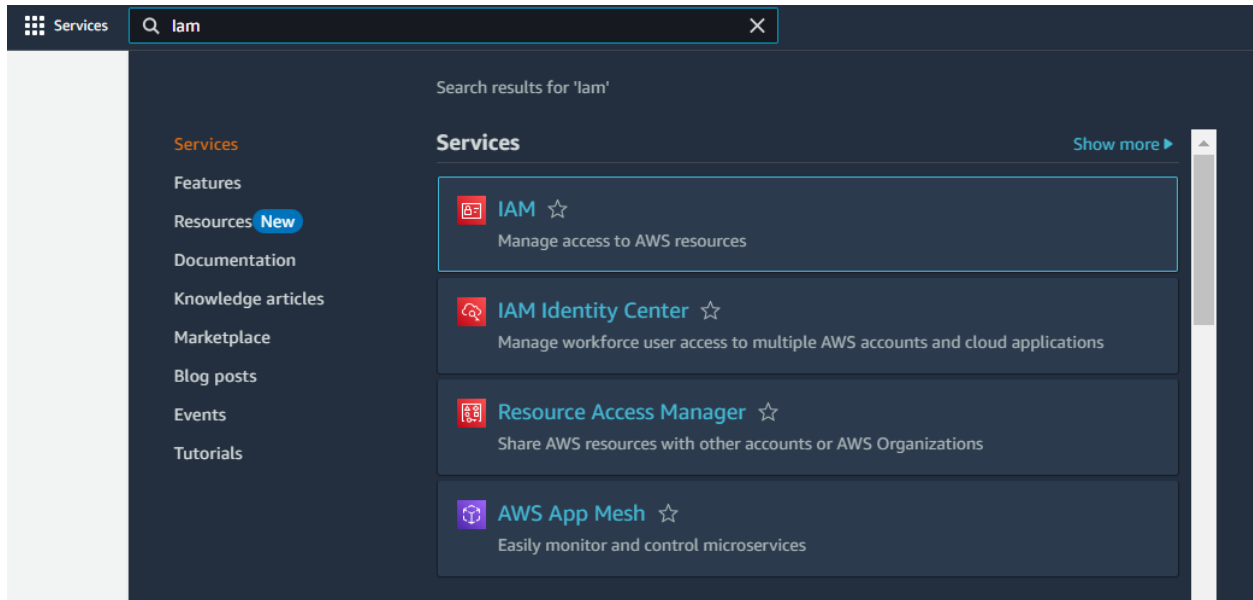 Services
Iam
Search results for 'Iam'
Services
Features
Resources New
Documentation
Knowledge articles
Marketplace
Blog posts
Events
Tutorials
Services
Show more
IAM
Manage access to AWS resources
IAM Identity Center
Manage workforce user access to multiple AWS accounts and cloud applications
Resource Access Manager
Share AWS resources with other accounts or AWS Organizations
AWS App Mesh
Easily monitor and control microservices